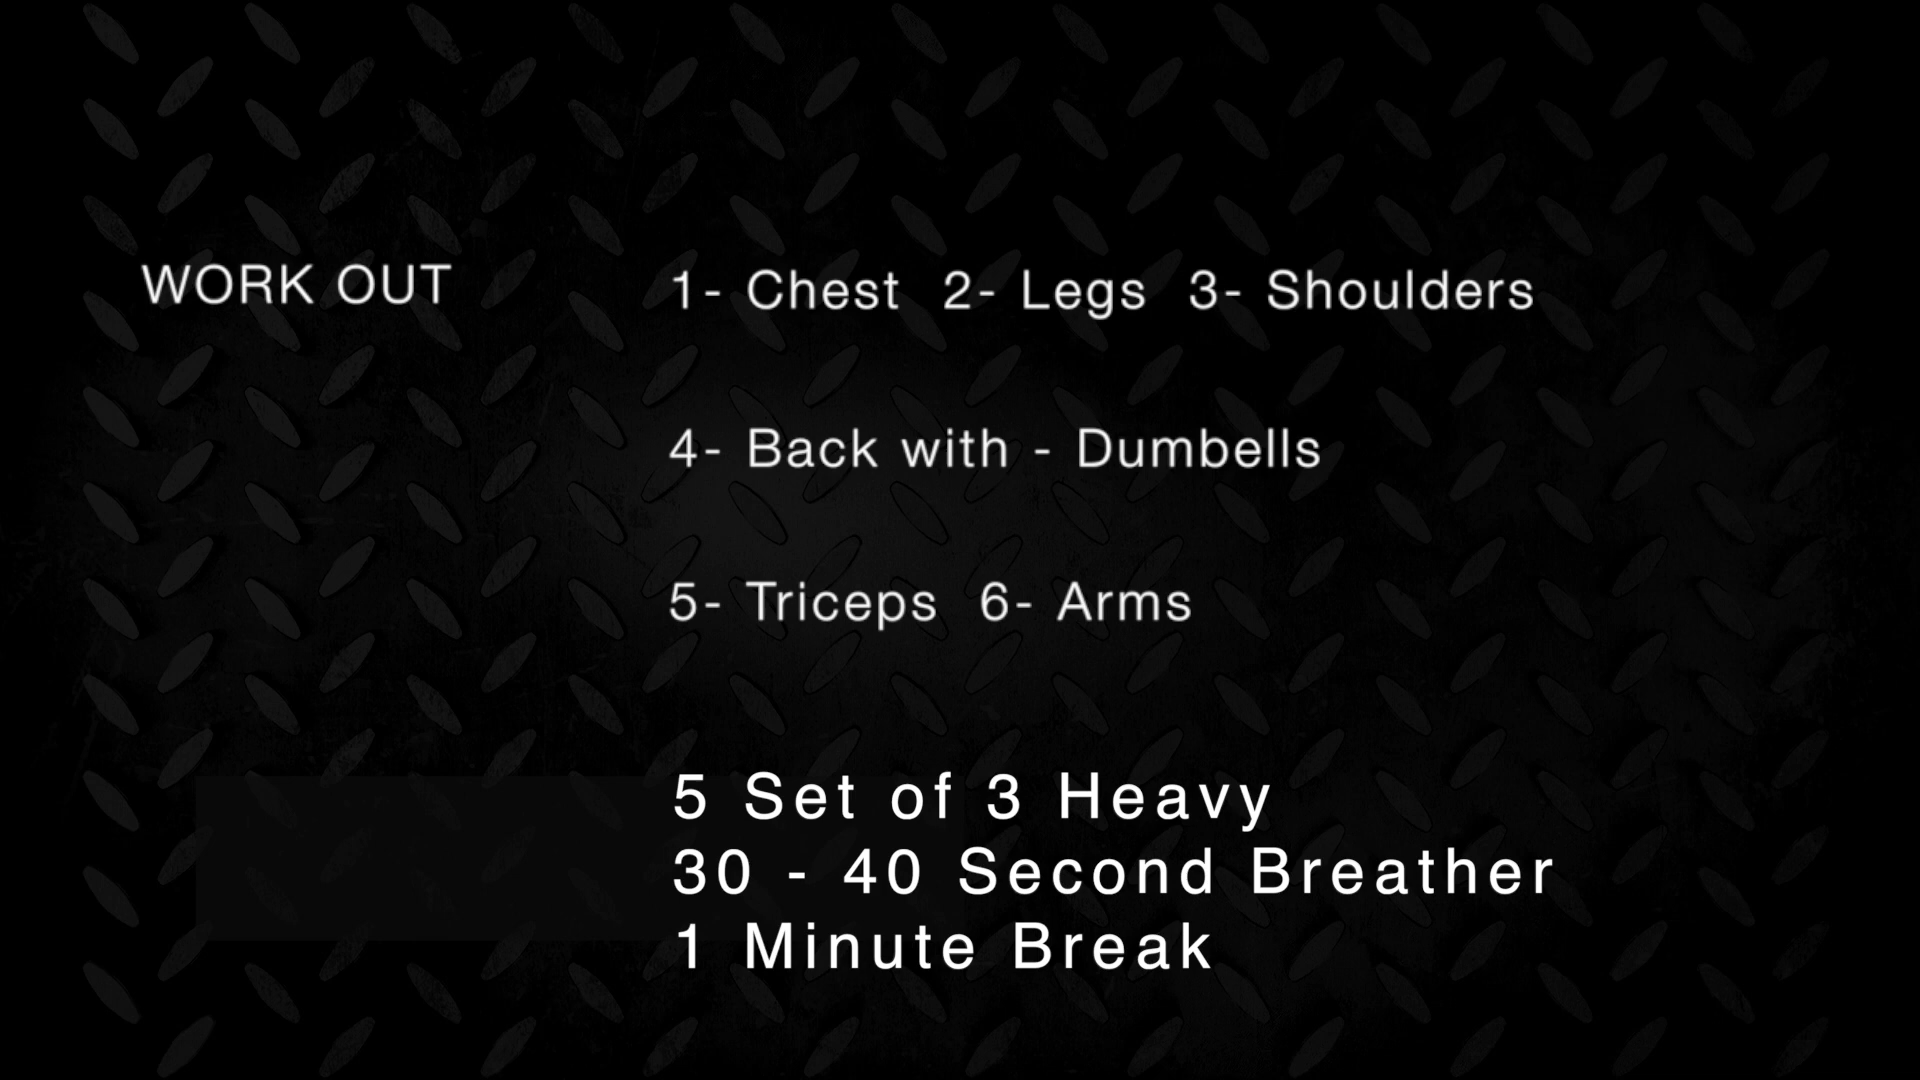 WORK OUT
1- Chest 2- Legs 3- Shoulders
4- Back with - Dumbells
5- Triceps 6- Arms
5 Set of 3 Heavy
30 - 40 Second Breather
1 Minute Break